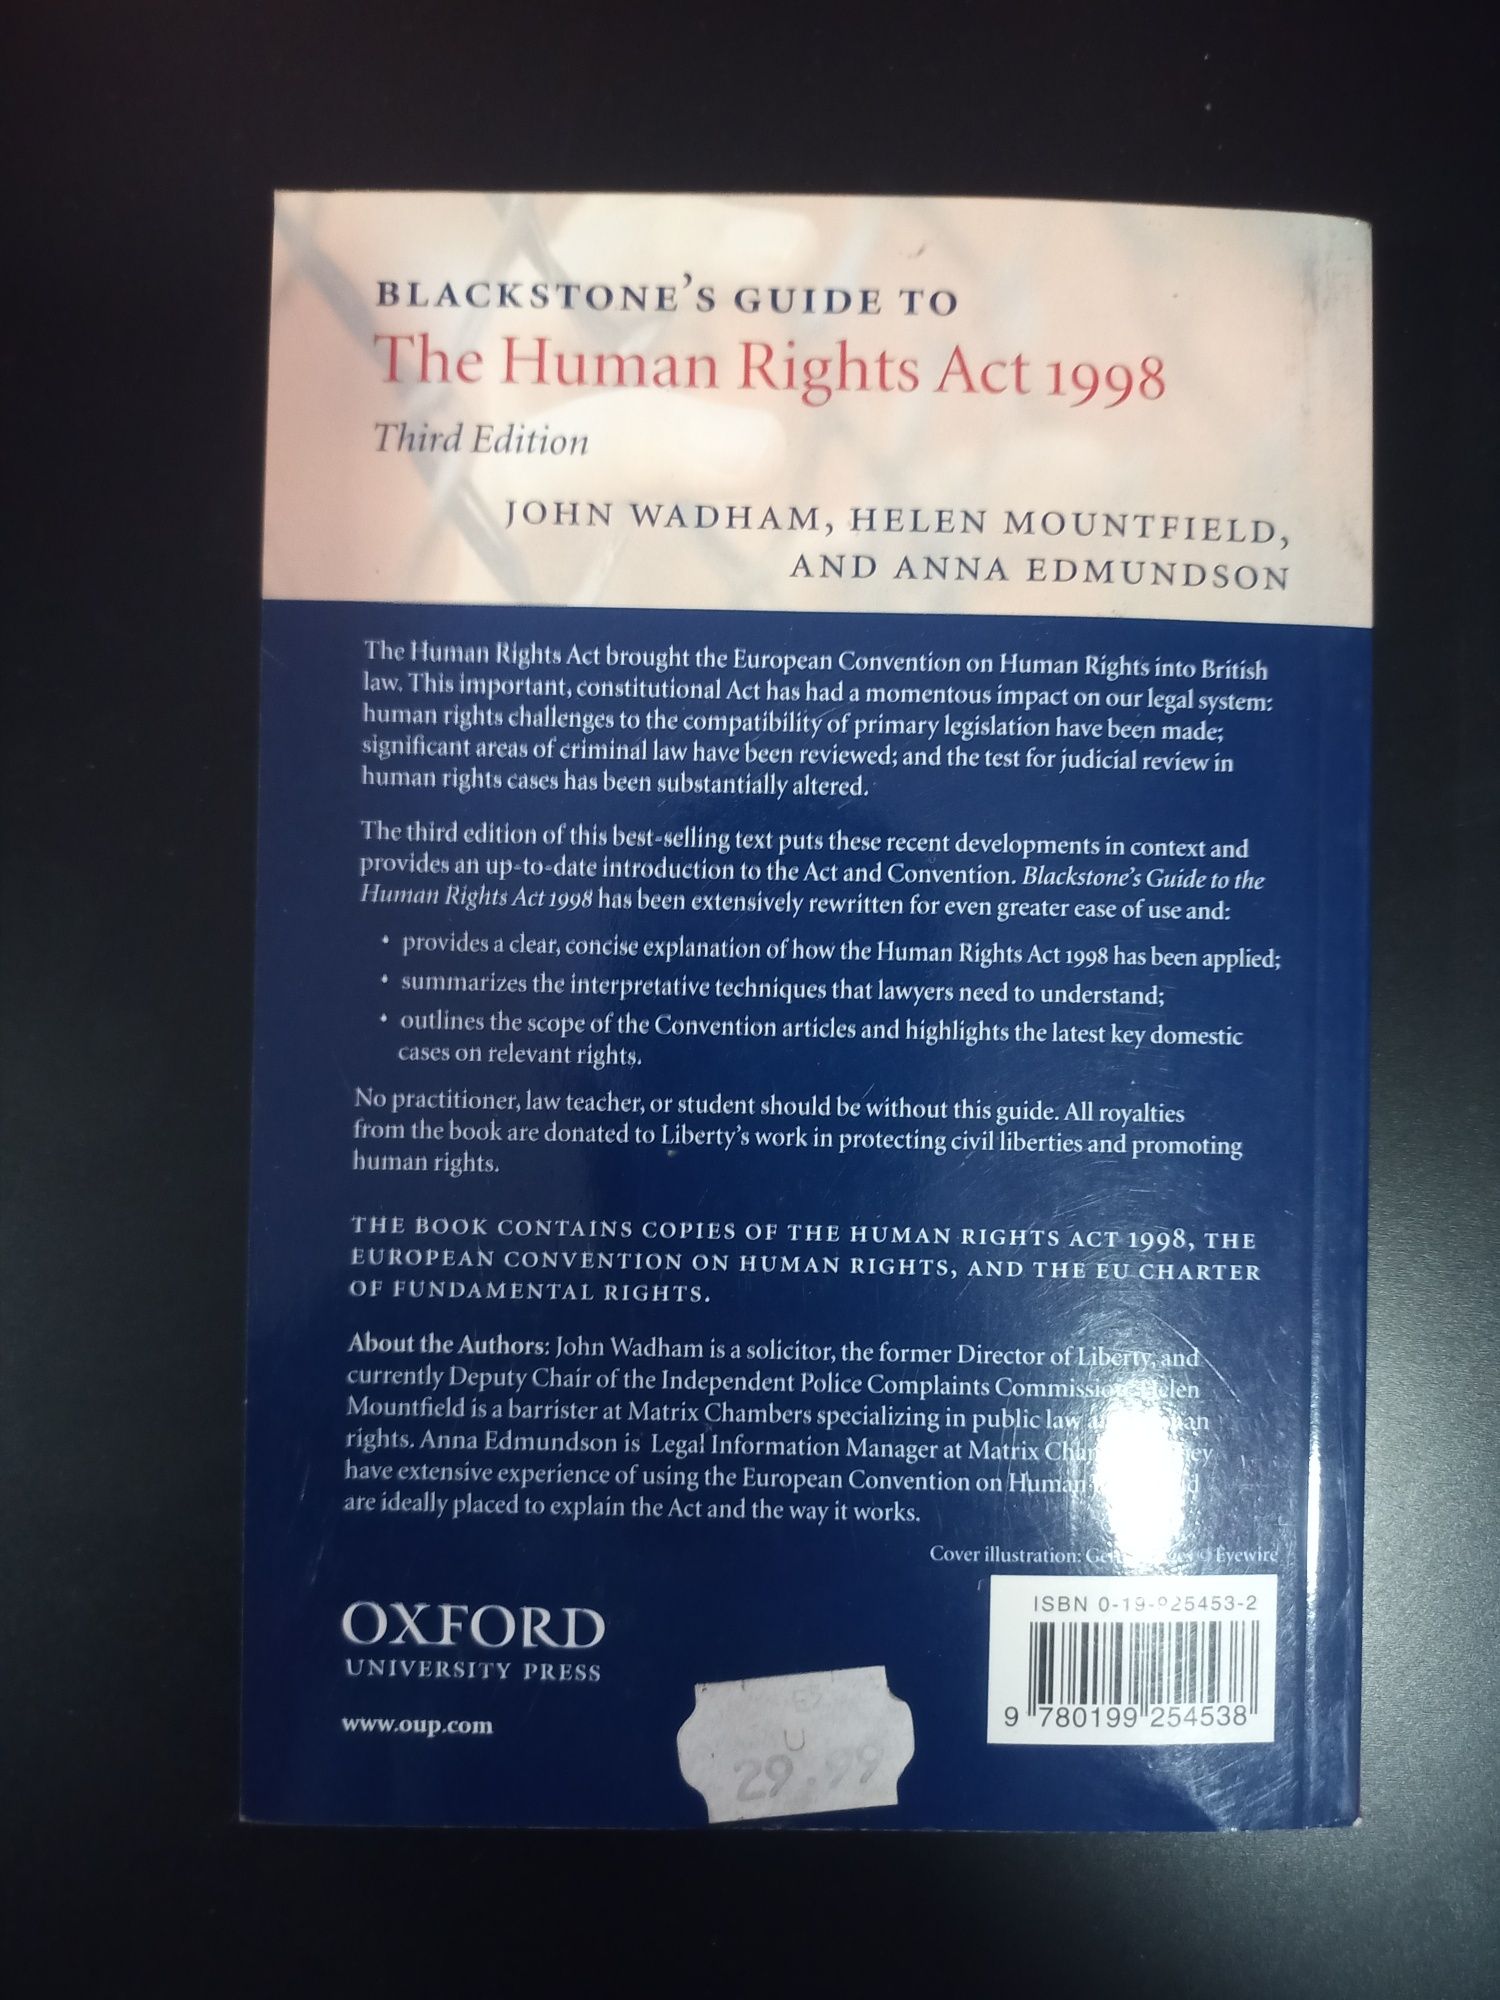 BLACKSTONE'S GUIDE TO
The Human Rights Act 1998
Third Edition
JOHN WADHAM, HELEN MOUNTFIELD,
AND ANNA EDMUNDSON
The Human Rights Act brought the European Convention on Human Rights into British
law. This important, constitutional Act has had a momentous impact on our legal system:
human rights challenges to the compatibility of primary legislation have been made;
significant areas of criminal law have been reviewed; and the test for judicial review in
human rights cases has been substantially altered.
The third edition of this best-selling text puts these recent developments in context and
provides an up-to-date introduction to the Act and Convention. Blackstone's Guide to the
Human Rights Act 1998 has been extensively rewritten for even greater ease of use and:
• provides a clear, concise explanation of how the Human Rights Act 1998 has been applied;
• summarizes the interpretative techniques that lawyers need to understand;
• outlines the scope of the Convention articles and highlights the latest key domestic
cases on relevant rights.
No practitioner, law teacher, or student should be without this guide. All royalties
from the book are donated to Liberty's work in protecting civil liberties and promoting
human rights.
THE BOOK CONTAINS COPIES OF THE HUMAN RIGHTS ACT 1998, THE
EUROPEAN CONVENTION ON HUMAN RIGHTS, AND THE EU CHARTER
OF FUNDAMENTAL RIGHTS.
About the Authors: John Wadham is a solicitor, the former Director of Liberty, and
currently Deputy Chair of the Independent Police Complaints Commission. Helen
Mountfield is a barrister at Matrix Chambers specializing in public law
rights. Anna Edmundson is Legal Information Manager at Matrix
have extensive experience of using the European Convention on Human
are ideally placed to explain the Act and the way it works.
Cover illustration: © Eyewire
OXFORD
UNIVERSITY PRESS
www.oup.com
ISBN 0-19-925453-2
9 780199 254538
U
29.99